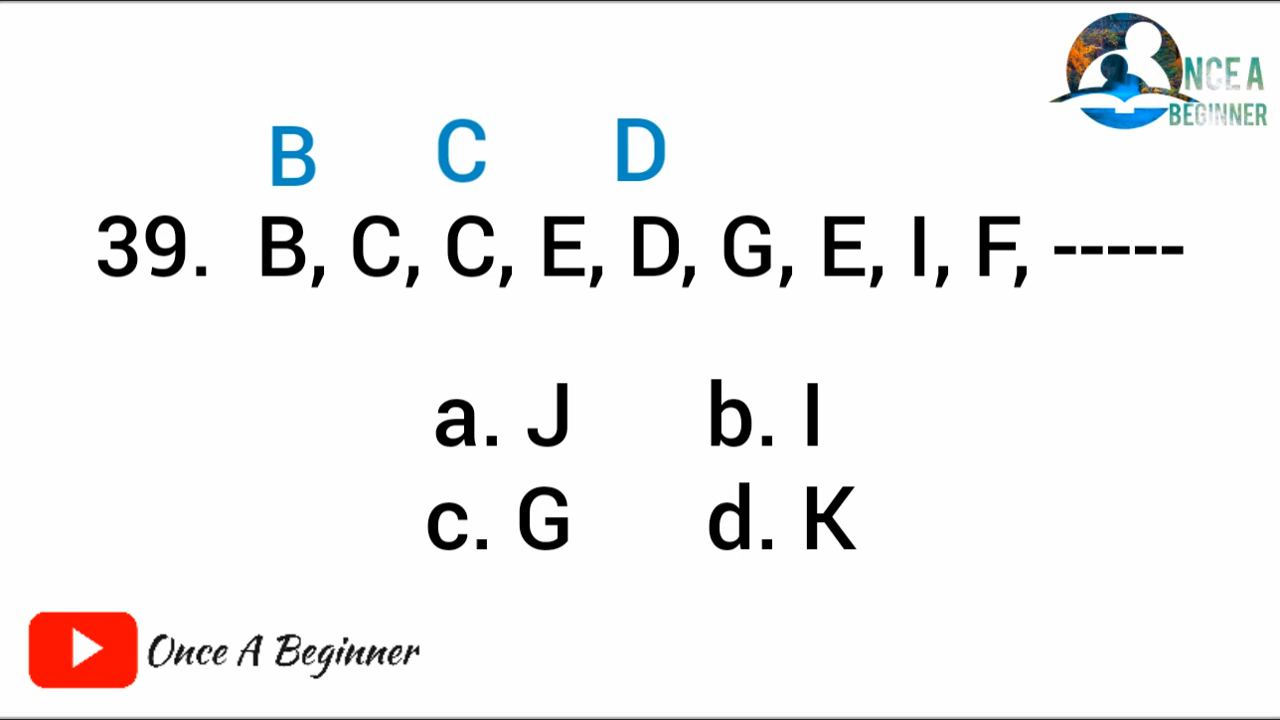 NCE A
BEGINNER
B C D
39. B, C, C, E, D, G, E, I, F, -----
a. J b. I
c. G d. K
Once A Beginner